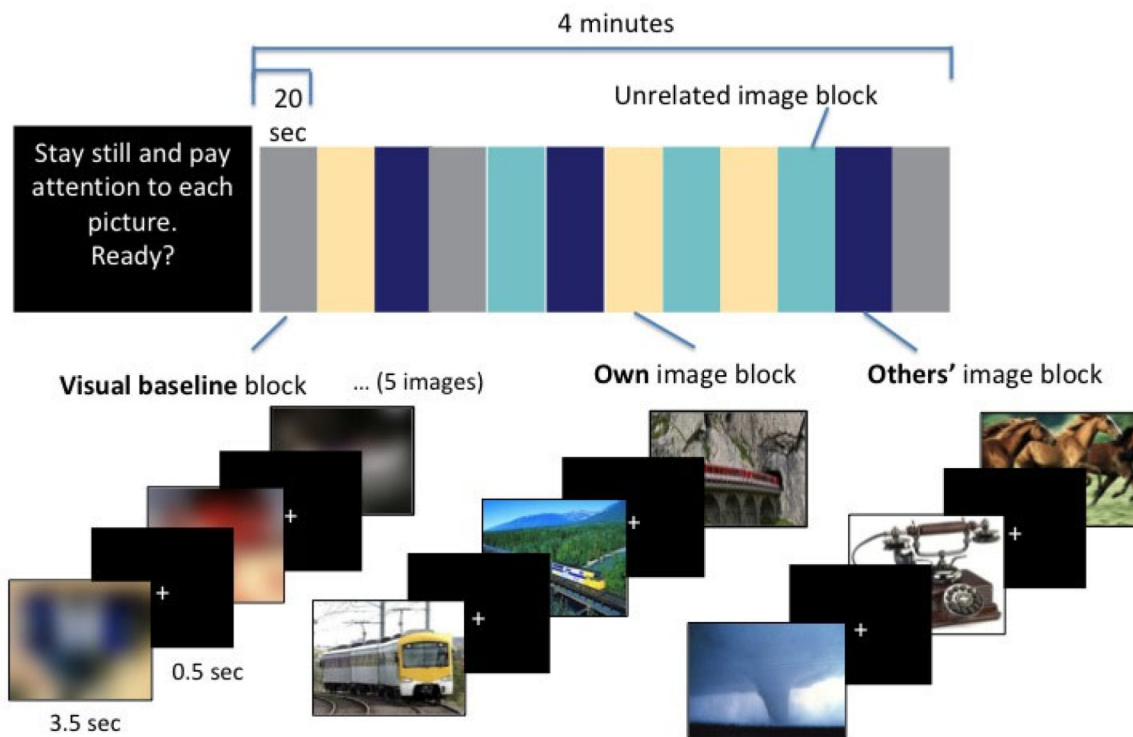 4 minutes
20
sec
Unrelated image block
Stay still and pay
attention to each
picture.
Ready?
Visual baseline block
... (5 images)
Own image block
Others’ image block
+
+
+
+
+
+
0.5 sec
3.5 sec